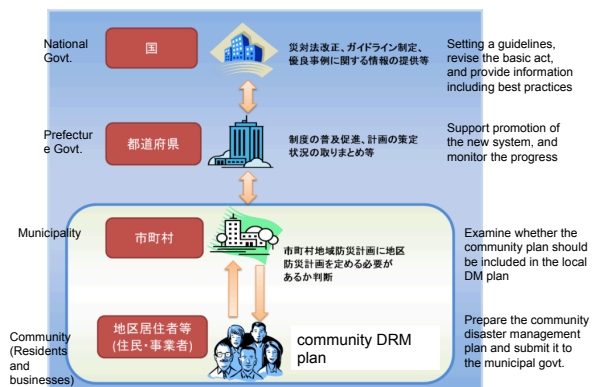 National
Govt.
国
災対法改正、ガイドライン制定、
優良事例に関する情報の提供等
Setting a guidelines,
revise the basic act,
and provide information
including best practices
Prefectur
e Govt.
都道府県
制度の普及促進、計画の策定
状況の取りまとめ等
Support promotion of
the new system, and
monitor the progress
Municipality
市町村
市町村地域防災計画に地区
防災計画を定める必要が
あるか判断
Examine whether the
community plan should
be included in the local
DM plan
Community
(Residents
and
businesses)
地区居住者等
(住民・事業者)
community DRM
plan
Prepare the community
disaster management
plan and submit it to
the municipal govt.